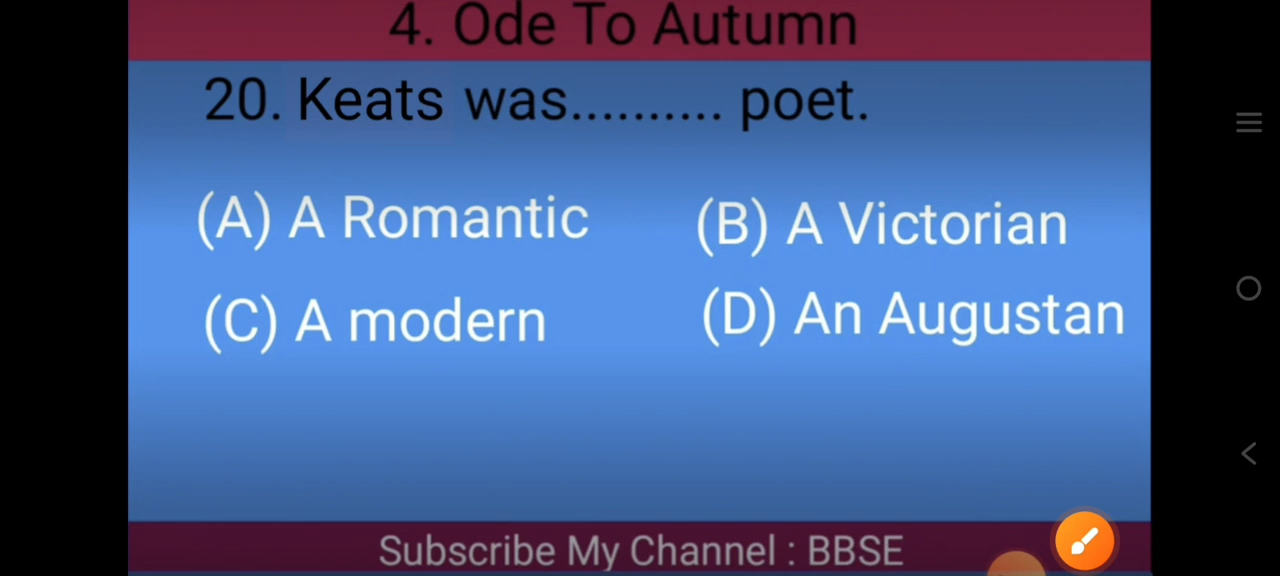 4. Ode To Autumn
20. Keats was.......... poet.
(A) A Romantic (B) A Victorian
(C) A modern (D) An Augustan
Subscribe My Channel : BBSE